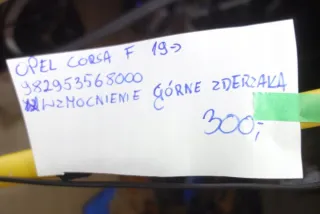 OPEL CORSA F 19→
982953568000
WZMOCNIENIE GÓRNE ZDERZAKA
300,-